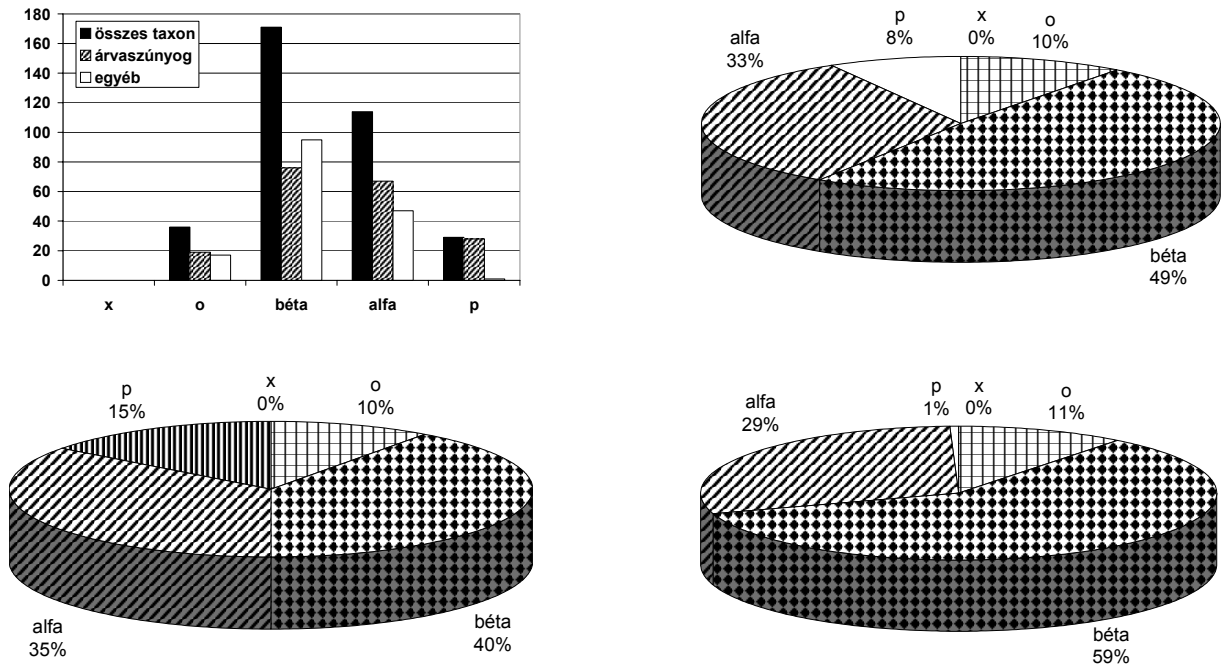 180
160
140
120
100
80
60
40
20
0
összes taxon
árvaszúnyog
egyéb
x
o
béta
alfa
p
alfa
33%
p
8%
x
0%
o
10%
béta
49%
p
15%
x
0%
o
10%
alfa
35%
béta
40%
alfa
29%
p
1%
x
0%
o
11%
béta
59%